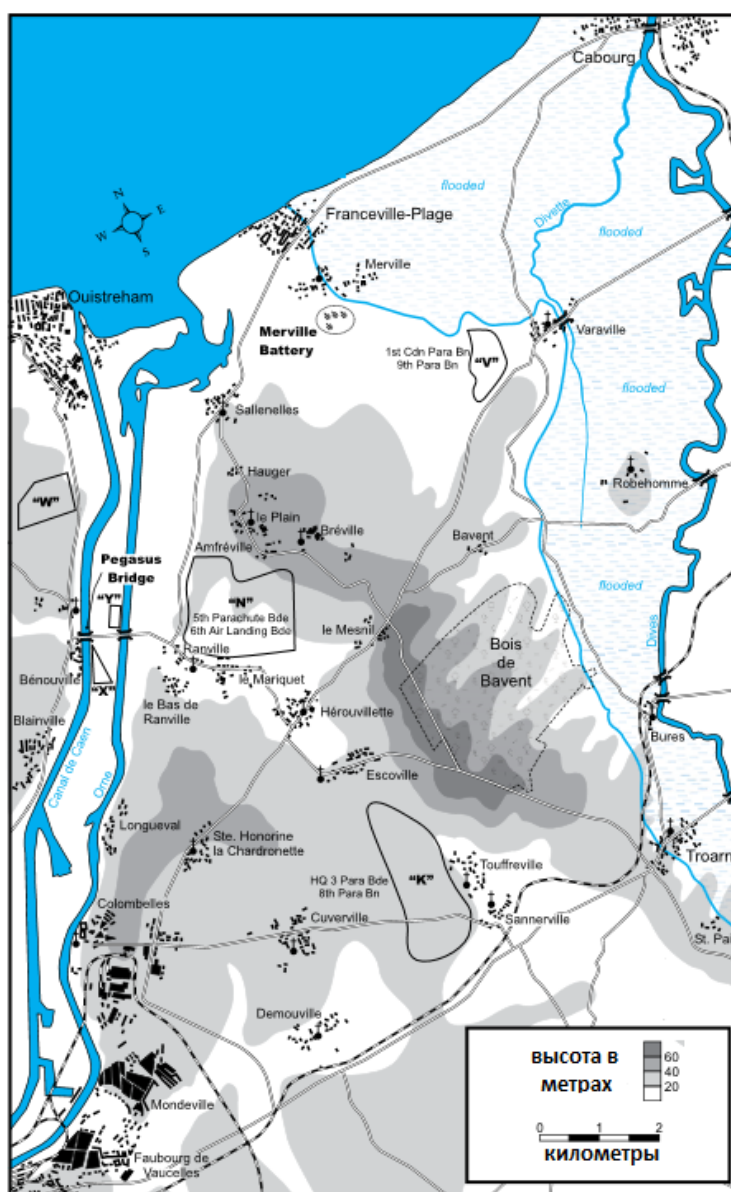 Cabourg
flooded
Divette
flooded
Franceville-Plage
N
E
W
S
Merville
Ouistreham
Merville
Battery
1st Cdn Para Bn
9th Para Bn
"V"
Varaville
Sallenelles
flooded
Hauger
"W"
Robehomme
le Plain
Bréville
Amfréville
Bavent
Pegasus
Bridge
"Y"
"N"
5th Parachute Bde
6th Air Landing Bde
flooded
le Mesnil
Dives
Bois
de
Bavent
Ranville
Bénouville
"X"
le Mariquet
le Bas de
Ranville
Hérouvillette
Blainville
Bures
Canal de Caen
Orne
Escoville
Longueval
Ste. Honorine
la Chardronette
Troarn
Touffreville
HQ 3 Para Bde
8th Para Bn
"K"
Colombelles
Cuverville
Sannerville
St. Pai
Demouville
высота в
метрах
60
40
20
Mondeville
0 1 2
километры
Faubourg de
Vaucelles